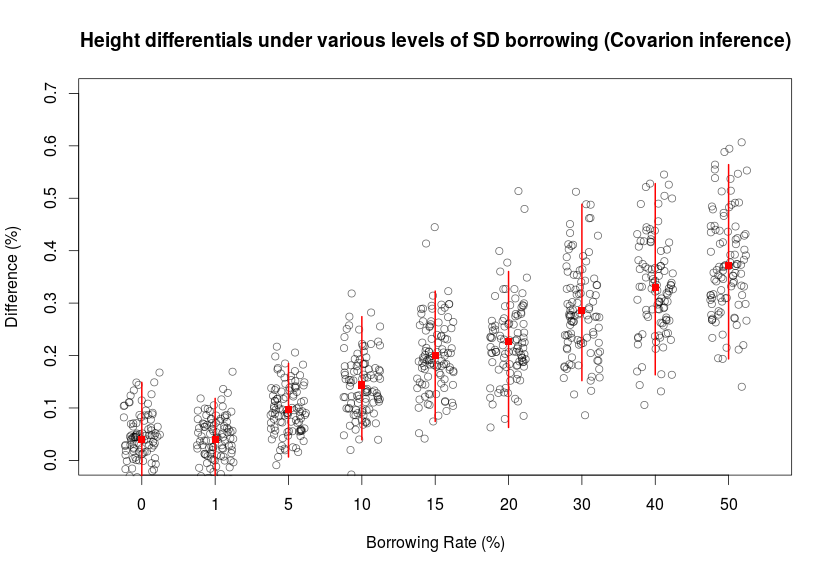 Height differentials under various levels of SD borrowing (Covarion inference)
Difference (%)
0.7
0.6
0.5
0.4
0.3
0.2
0.1
0.0
0 1 5 10 15 20 30 40 50
Borrowing Rate (%)